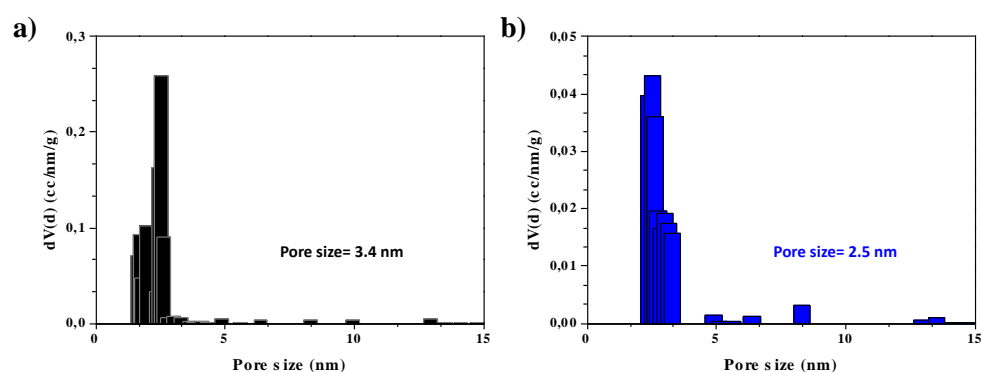 a)
0,3
0,2
0,1
0,0
dV(d) (cc/nm/g)
Pore size= 3.4 nm
0
5
10
15
Pore size (nm)
b)
0,05
0,04
0,03
0,02
0,01
0,00
dV(d) (cc/nm/g)
Pore size= 2.5 nm
0
5
10
15
Pore size (nm)